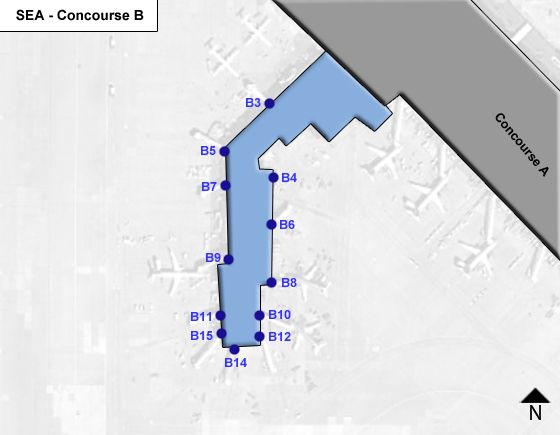 SEA - Concourse B
B3
Concourse A
B5
B4
B7
B6
B9
B8
B11
B10
B15
B12
B14
N